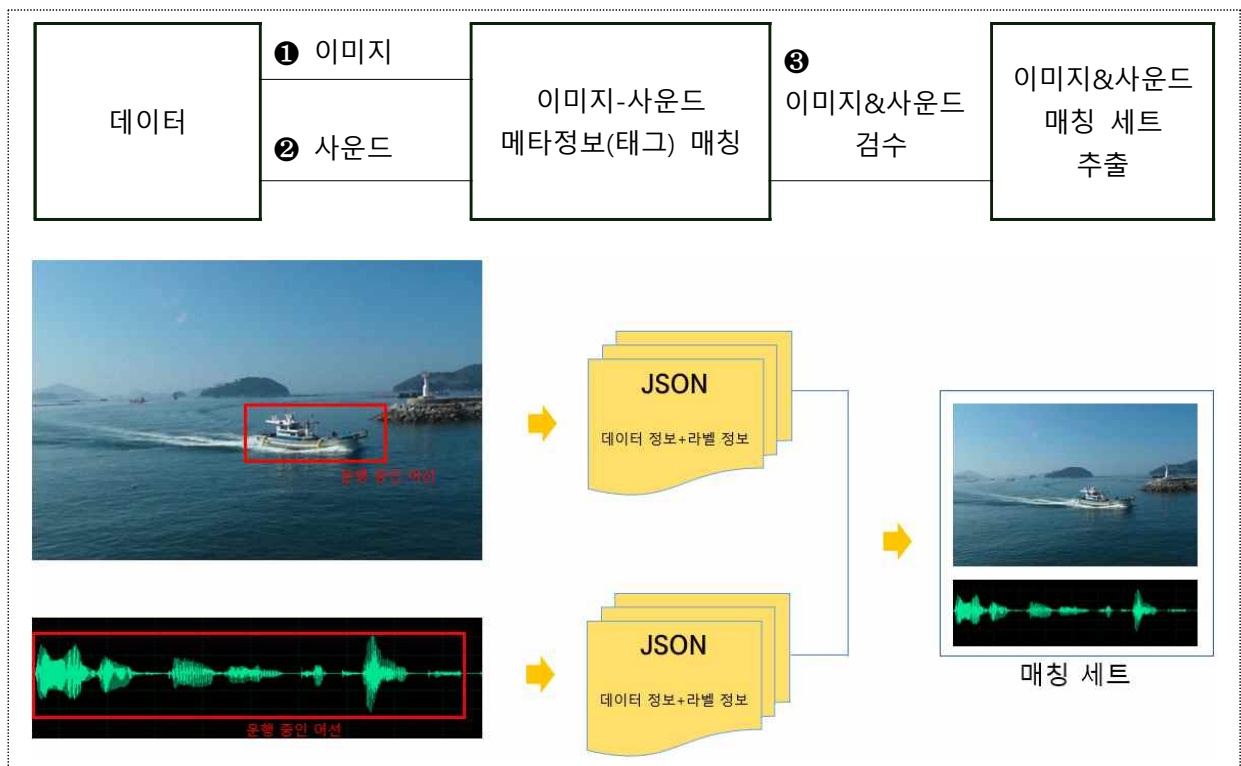 데이터
❶ 이미지
❷ 사운드
이미지-사운드
메타정보(태그) 매칭
❸
이미지&사운드
검수
이미지&사운드
매칭 세트
추출
운행 중인 어선
JSON
데이터 정보+라벨 정보
운행 중인 어선
JSON
데이터 정보+라벨 정보
매칭 세트